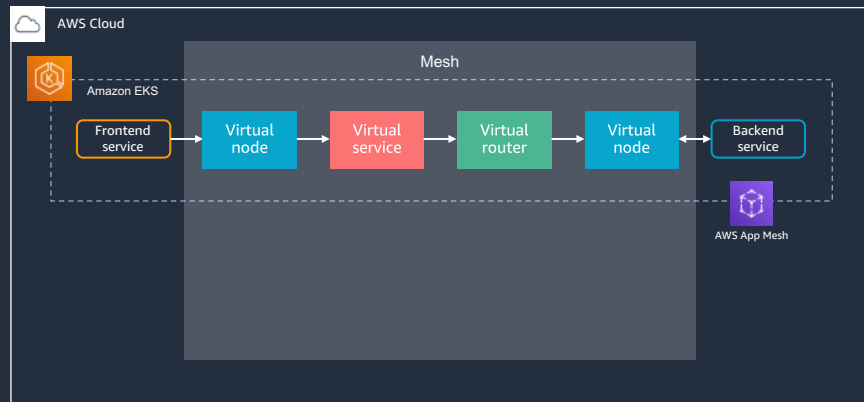 AWS Cloud
Mesh
Amazon EKS
Frontend
service
Virtual
node
Virtual
service
Virtual
router
Virtual
node
Backend
service
AWS App Mesh